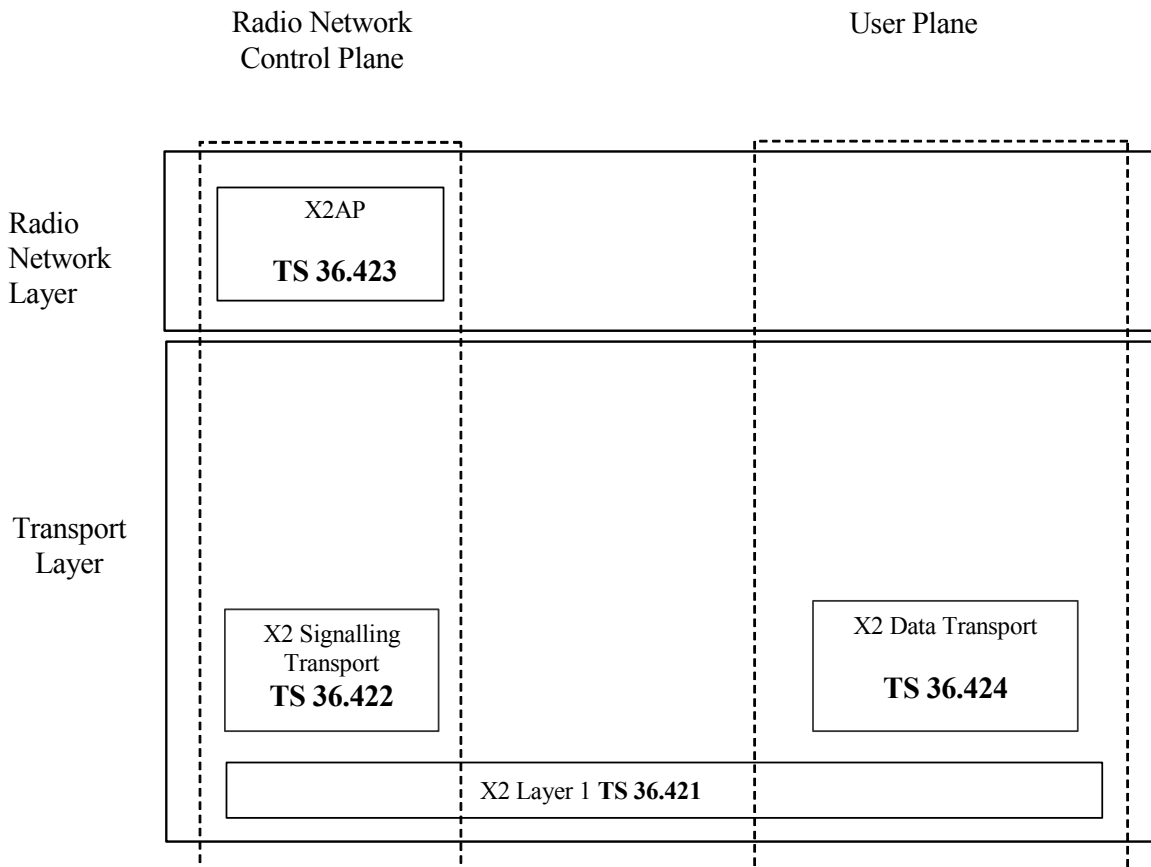 Radio Network
Control Plane
User Plane
Radio
Network
Layer
X2AP
TS 36.423
Transport
Layer
X2 Signalling
Transport
TS 36.422
X2 Data Transport
TS 36.424
X2 Layer 1 TS 36.421